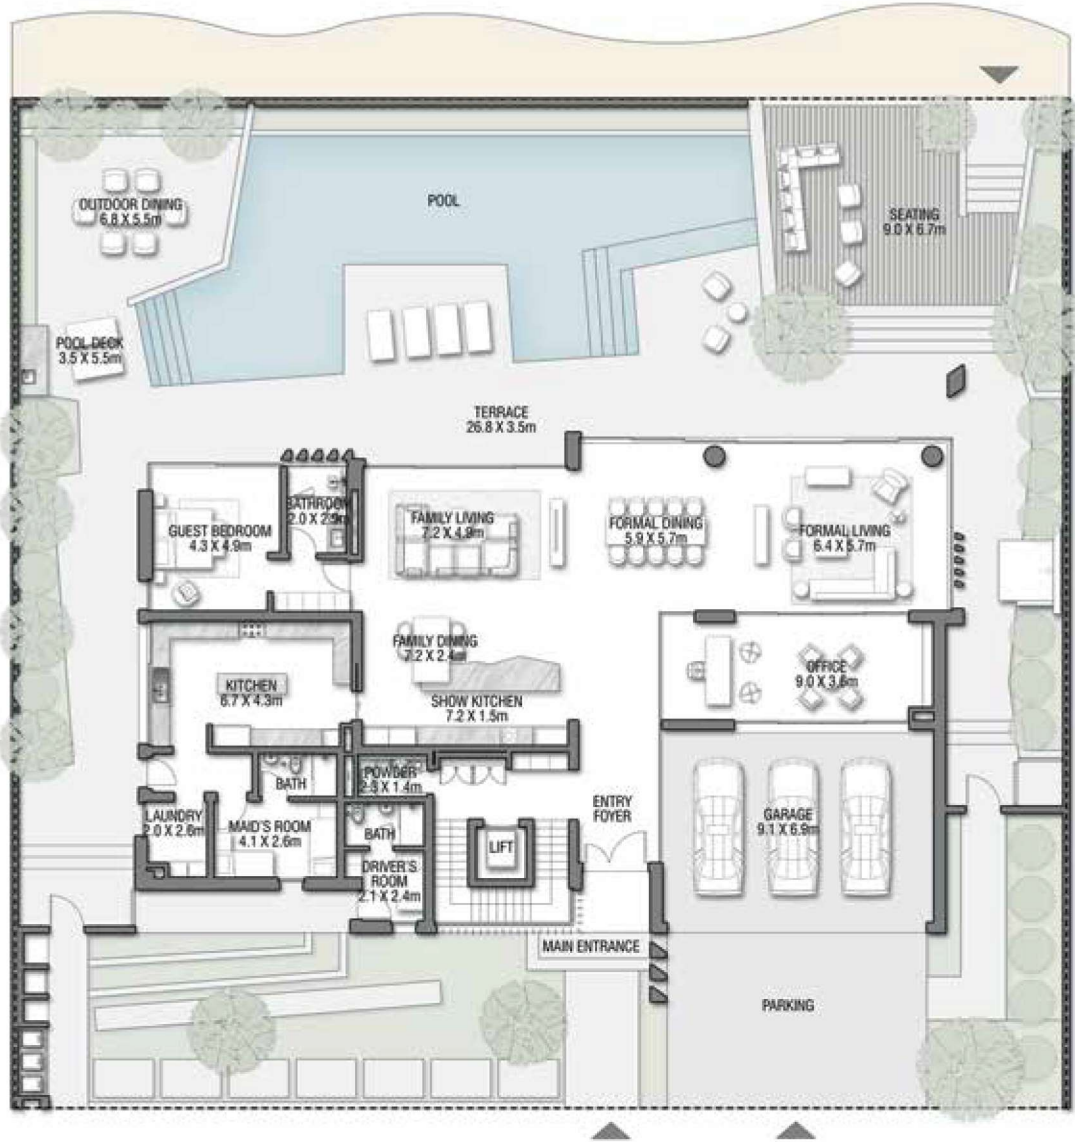 POOL
OUTDOOR DINING
6.8 X 5.5m
SEATING
9.0 X 6.7m
POOL DECK
3.5 X 5.5m
TERRACE
26.8 X 3.5m
BATHROOM
2.0 X 2.9m
GUEST BEDROOM
4.3 X 4.9m
FAMILY LIVING
7.2 X 4.9m
FORMAL DINING
5.9 X 5.7m
FORMAL LIVING
6.4 X 5.7m
FAMILY DINING
7.2 X 2.4m
OFFICE
9.0 X 3.6m
KITCHEN
6.7 X 4.3m
SHOW KITCHEN
7.2 X 1.5m
POWDER
2.3 X 1.4m
BATH
LAUNDRY
2.0 X 2.6m
MAID'S ROOM
4.1 X 2.6m
BATH
ENTRY
FOYER
GARAGE
9.1 X 6.9m
LIFT
DRIVER'S
ROOM
2.1 X 2.4m
MAIN ENTRANCE
PARKING